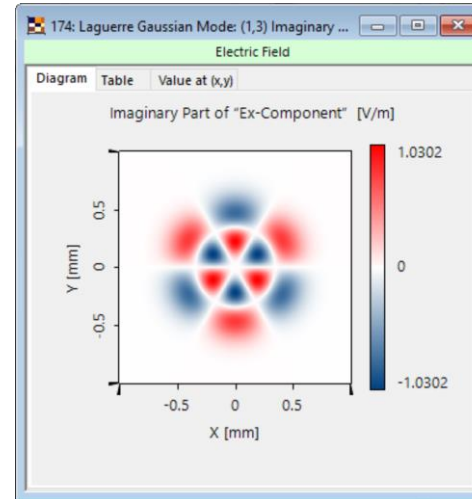 174: Laguerre Gaussian Mode: (1,3) Imaginary ...
Electric Field
Diagram Table Value at (x,y)
Imaginary Part of “Ex-Component” [V/m]
1.0302
0.5
Y [mm]
0
0
-0.5
-1.0302
-0.5 0 0.5
X [mm]